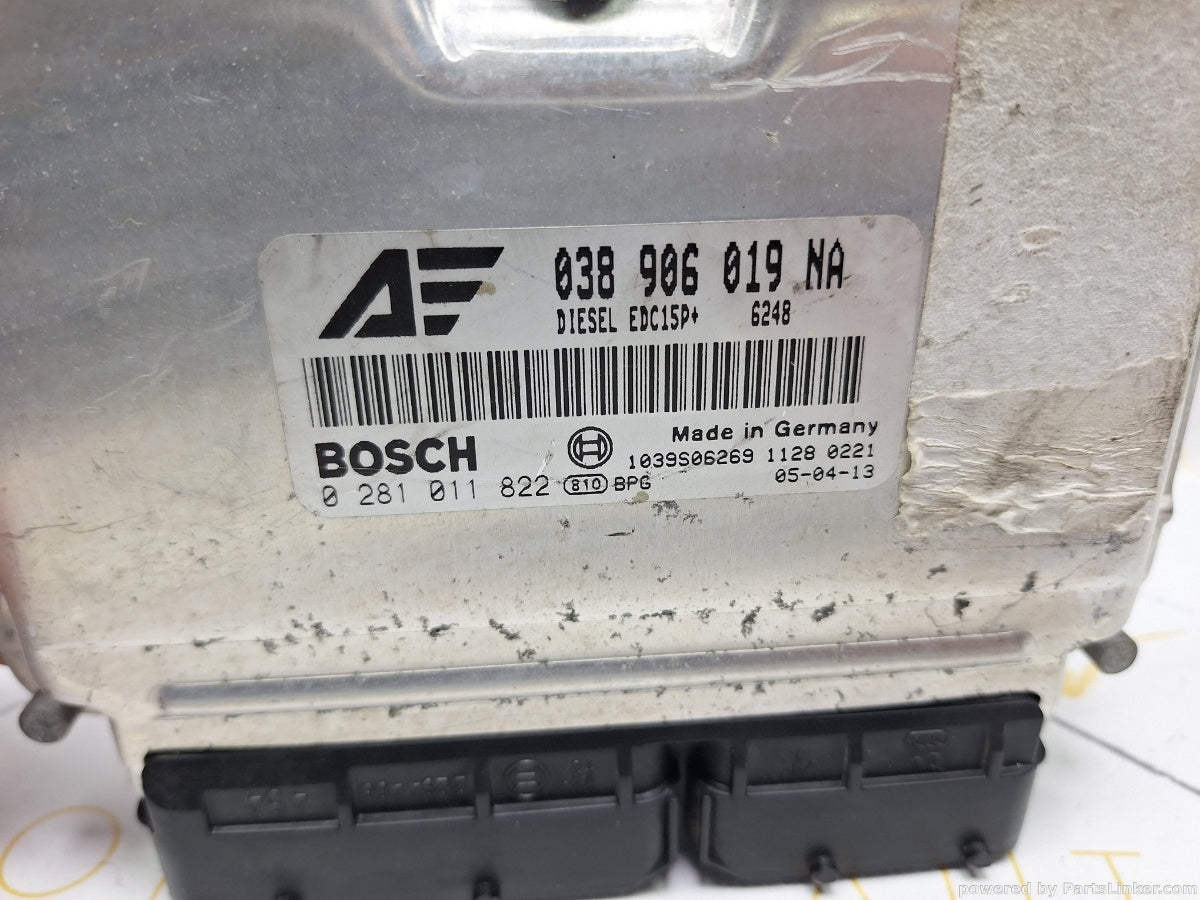 AE 038 906 019 NA
DIESEL EDC15P+ 6248
BOSCH Made in Germany
1039S06269 1128 0221
0 281 011 822 810 BPG 05-04-13
powered by PartsLinker.com